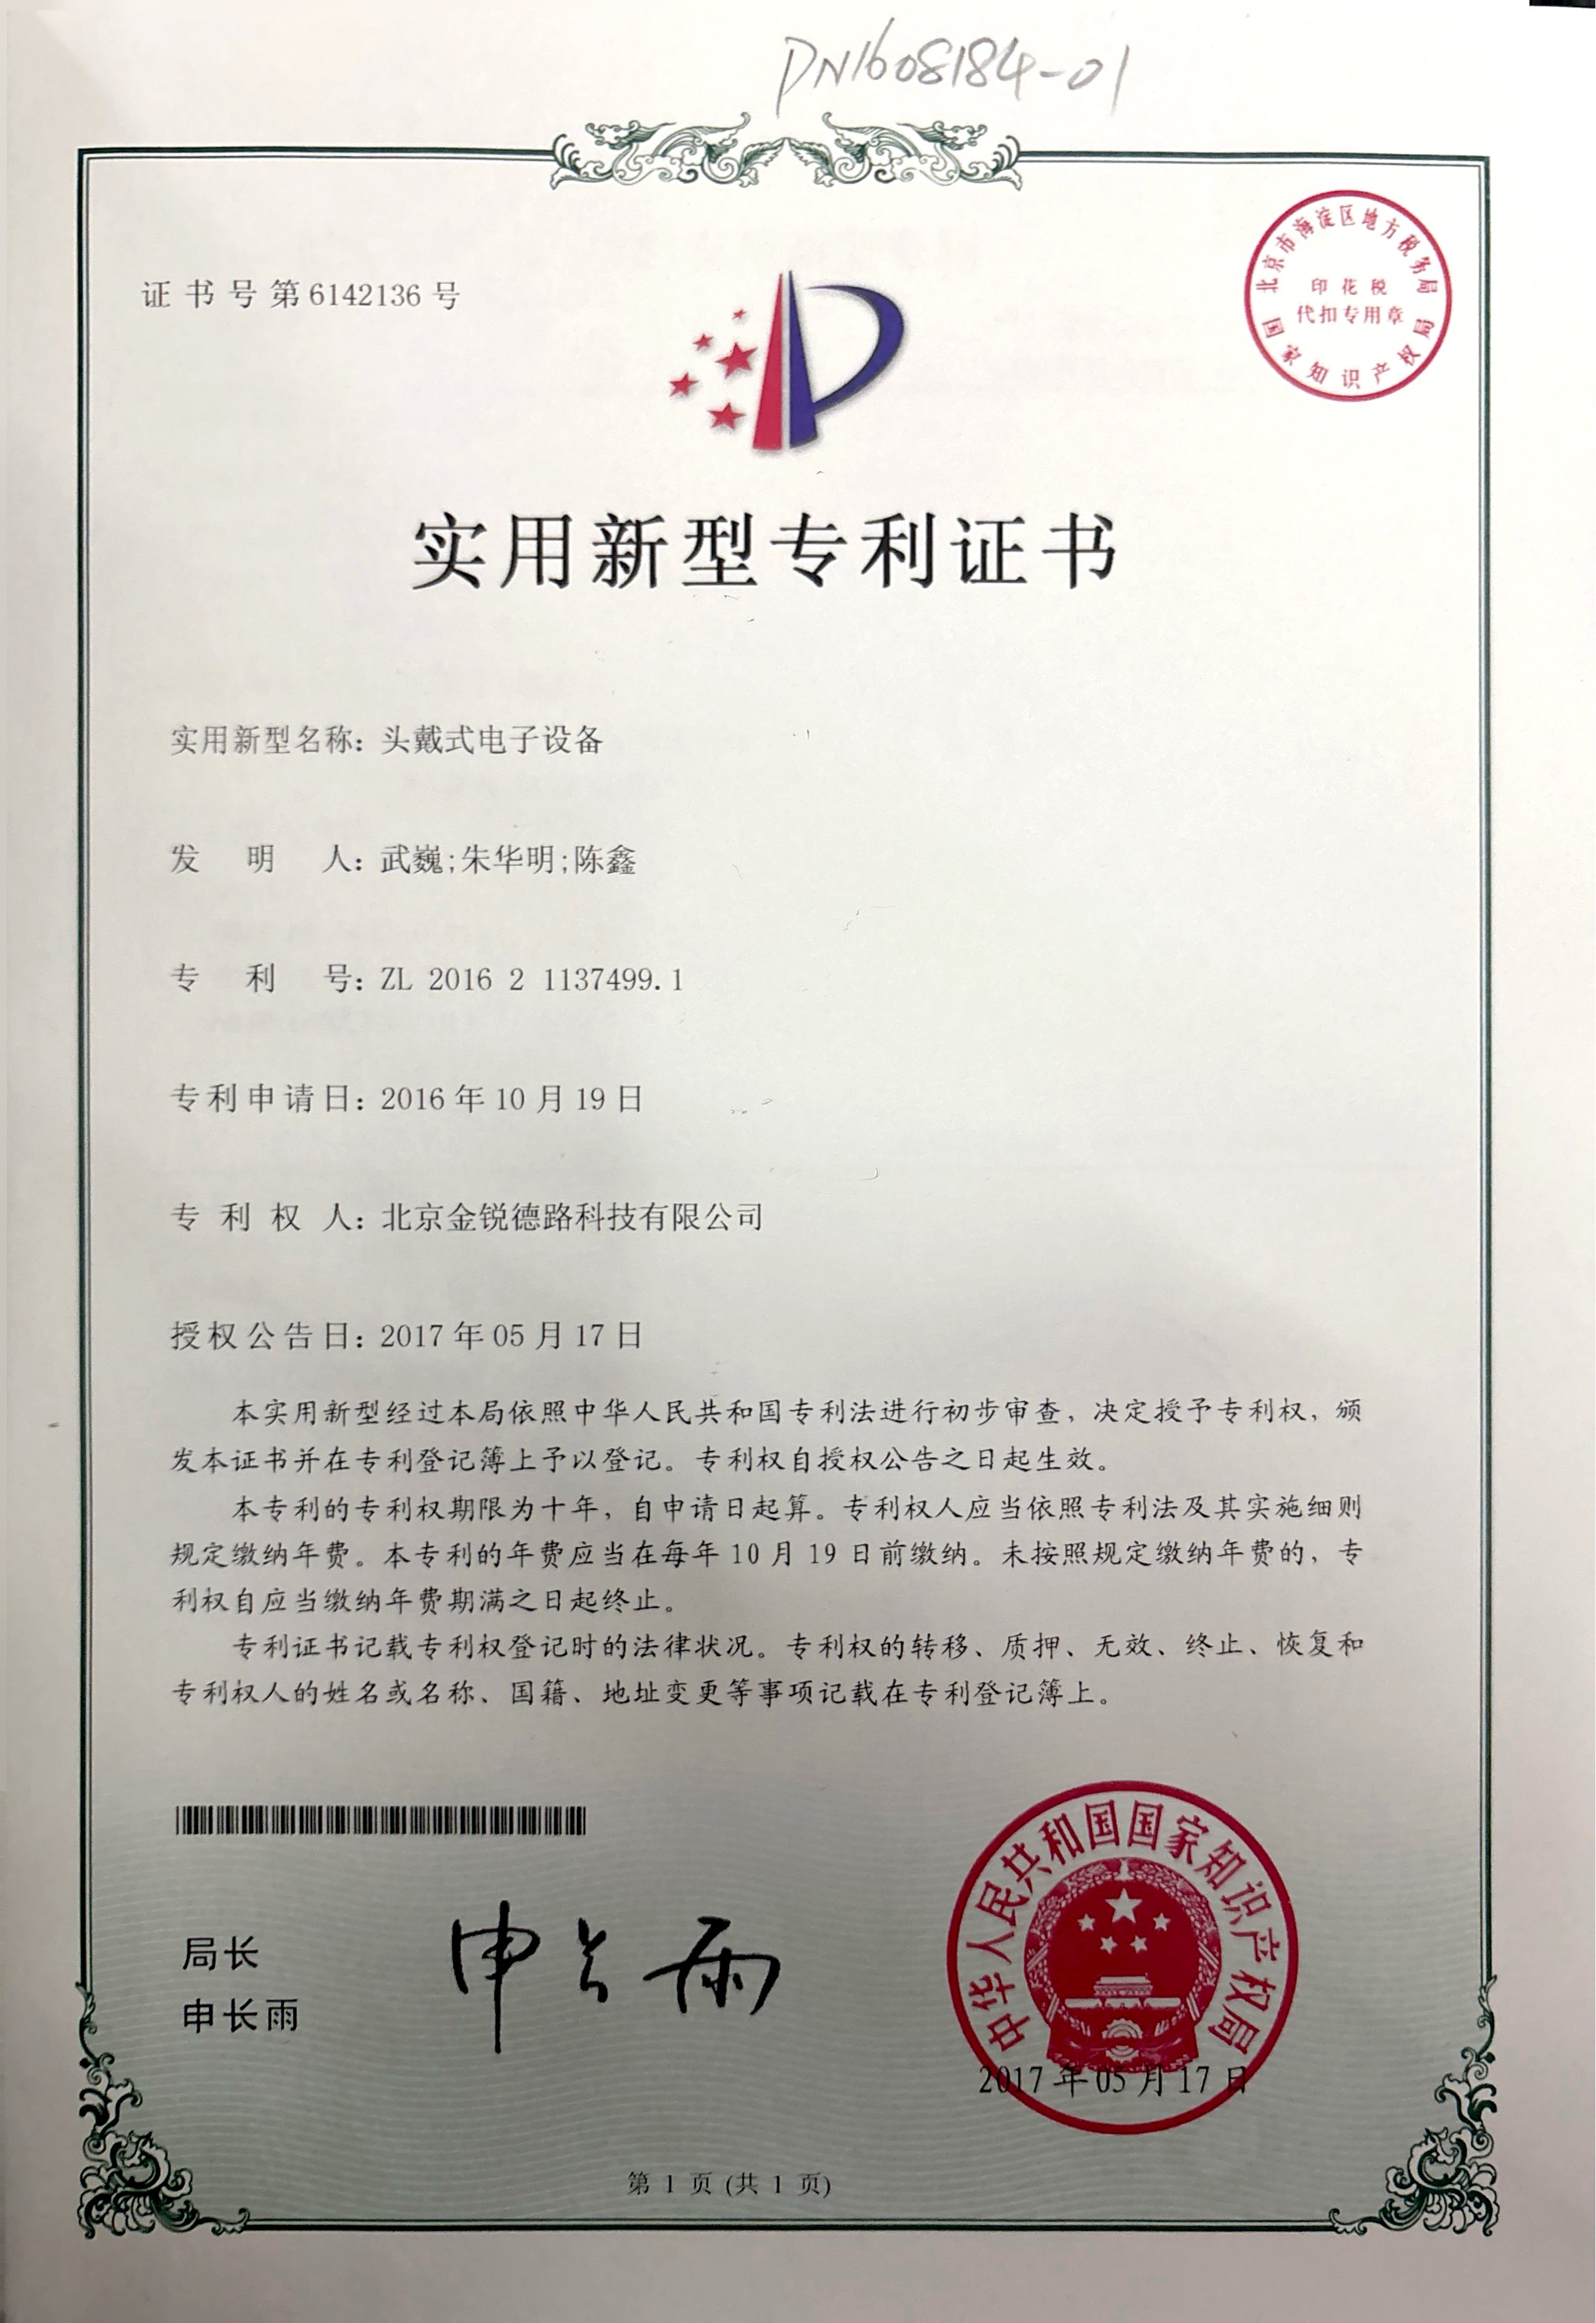 PN1608184-01
证书号第6142136号
北京市海淀区地方税务局
印花税
代扣专用章
国家知识产权局
实用新型专利证书
实用新型名称：头戴式电子设备
发明人：武巍;朱华明;陈鑫
专利号：ZL 2016 2 1137499.1
专利申请日：2016年10月19日
专利权人：北京金锐德路科技有限公司
授权公告日：2017年05月17日
本实用新型经过本局依照中华人民共和国专利法进行初步审查，决定授予专利权，颁
发本证书并在专利登记簿上予以登记。专利权自授权公告之日起生效。
本专利的专利权期限为十年，自申请日起算。专利权人应当依照专利法及其实施细则
规定缴纳年费。本专利的年费应当在每年10月19日前缴纳。未按照规定缴纳年费的，专
利权自应当缴纳年费期满之日起终止。
专利证书记载专利权登记时的法律状况。专利权的转移、质押、无效、终止、恢复和
专利权人的姓名或名称、国籍、地址变更等事项记载在专利登记簿上。
局长
申长雨
申长雨
中华人民共和国国家知识产权局
2017年05月17日
第 1 页 (共 1 页)